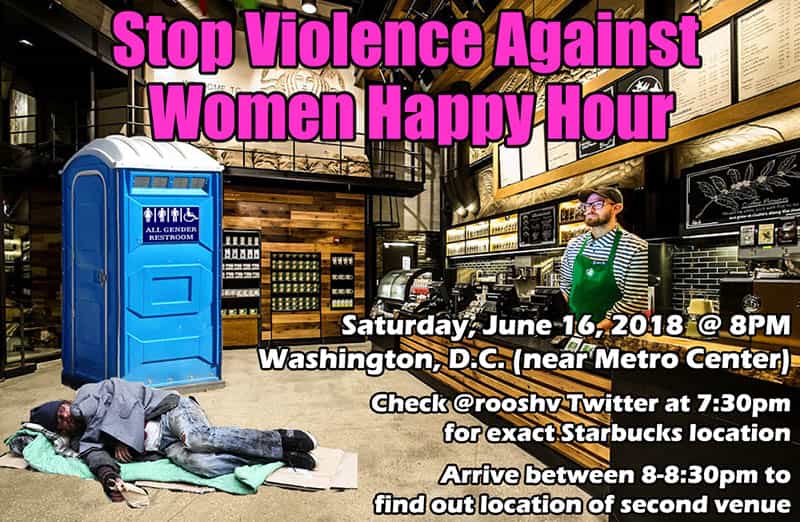 Stop Violence Against
Women Happy Hour
ALL GENDER
RESTROOM
Saturday, June 16, 2018 @ 8PM
Washington, D.C. (near Metro Center)
Check @rooshv Twitter at 7:30pm
for exact Starbucks location
Arrive between 8-8:30pm to
find out location of second venue